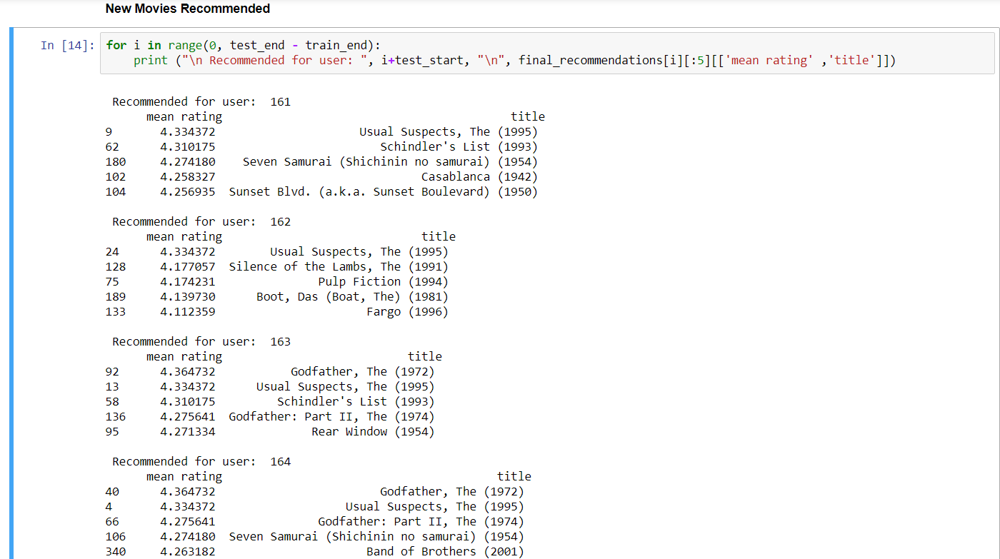 New Movies Recommended
In [14]: for i in range(0, test_end - train_end):
print ("\n Recommended for user: ", i+test_start, "\n", final_recommendations[i][:5][['mean rating' ,'title']])
Recommended for user:  161
mean rating title
9 4.334372 Usual Suspects, The (1995)
62 4.310175 Schindler's List (1993)
180 4.274180 Seven Samurai (Shichinin no samurai) (1954)
102 4.258327 Casablanca (1942)
104 4.256935 Sunset Blvd. (a.k.a. Sunset Boulevard) (1950)
Recommended for user:  162
mean rating title
24 4.334372 Usual Suspects, The (1995)
128 4.177057 Silence of the Lambs, The (1991)
75 4.174231 Pulp Fiction (1994)
189 4.139730 Boot, Das (Boat, The) (1981)
133 4.112359 Fargo (1996)
Recommended for user:  163
mean rating title
92 4.364732 Godfather, The (1972)
13 4.334372 Usual Suspects, The (1995)
58 4.310175 Schindler's List (1993)
136 4.275641 Godfather: Part II, The (1974)
95 4.271334 Rear Window (1954)
Recommended for user:  164
mean rating title
40 4.364732 Godfather, The (1972)
4 4.334372 Usual Suspects, The (1995)
66 4.275641 Godfather: Part II, The (1974)
106 4.274180 Seven Samurai (Shichinin no samurai) (1954)
340 4.263182 Band of Brothers (2001)